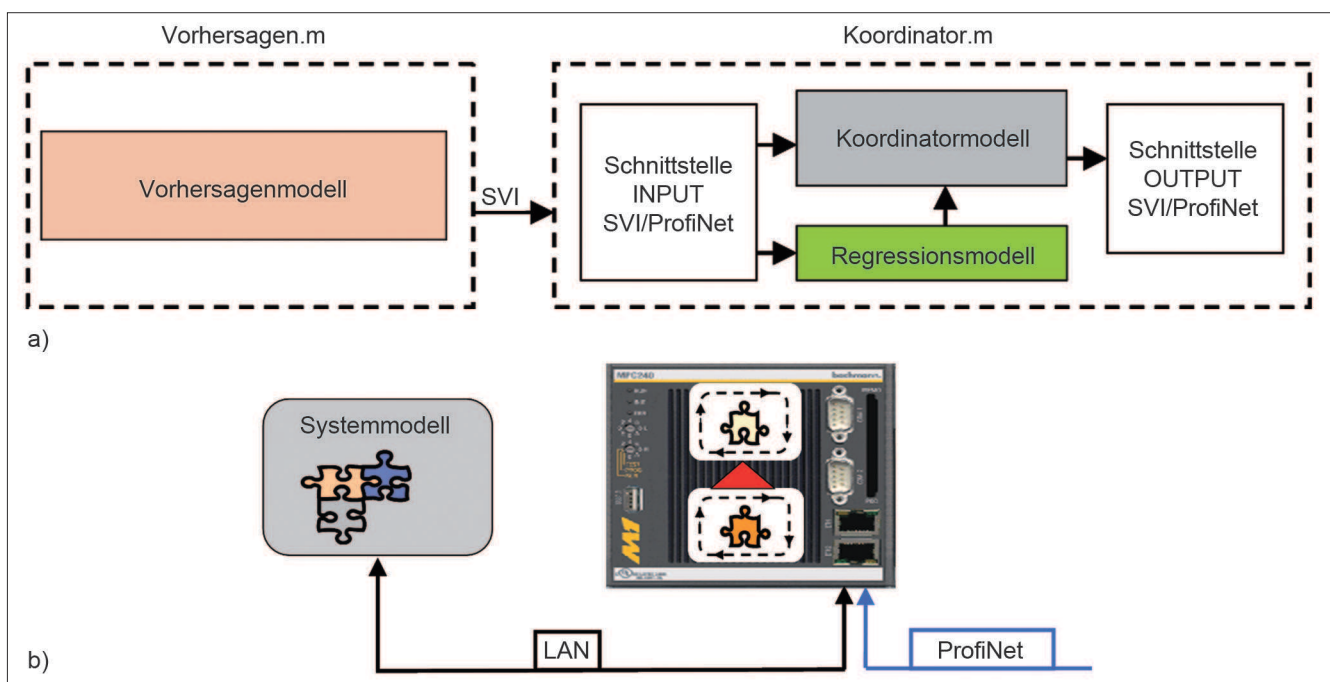 Vorhersagen.m
Koordinator.m
Vorhersagenmodell
SVI
Schnittstelle
INPUT
SVI/ProfiNet
Koordinatormodell
Regressionsmodell
Schnittstelle
OUTPUT
SVI/ProfiNet
a)
Systemmodell
MFC240
bachmann.
LAN
ProfiNet
b)